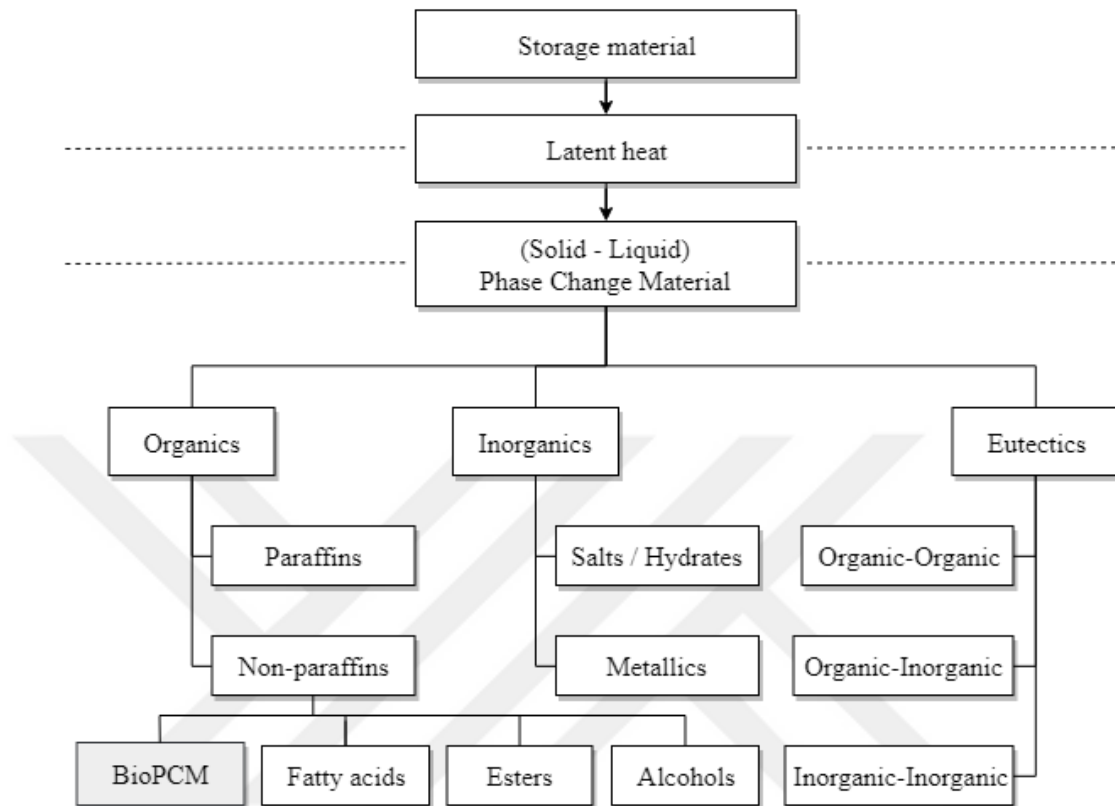 Storage material
Latent heat
(Solid - Liquid)
Phase Change Material
Organics
Inorganics
Eutectics
Paraffins
Salts / Hydrates
Organic-Organic
Non-paraffins
Metallics
Organic-Inorganic
BioPCM
Fatty acids
Esters
Alcohols
Inorganic-Inorganic